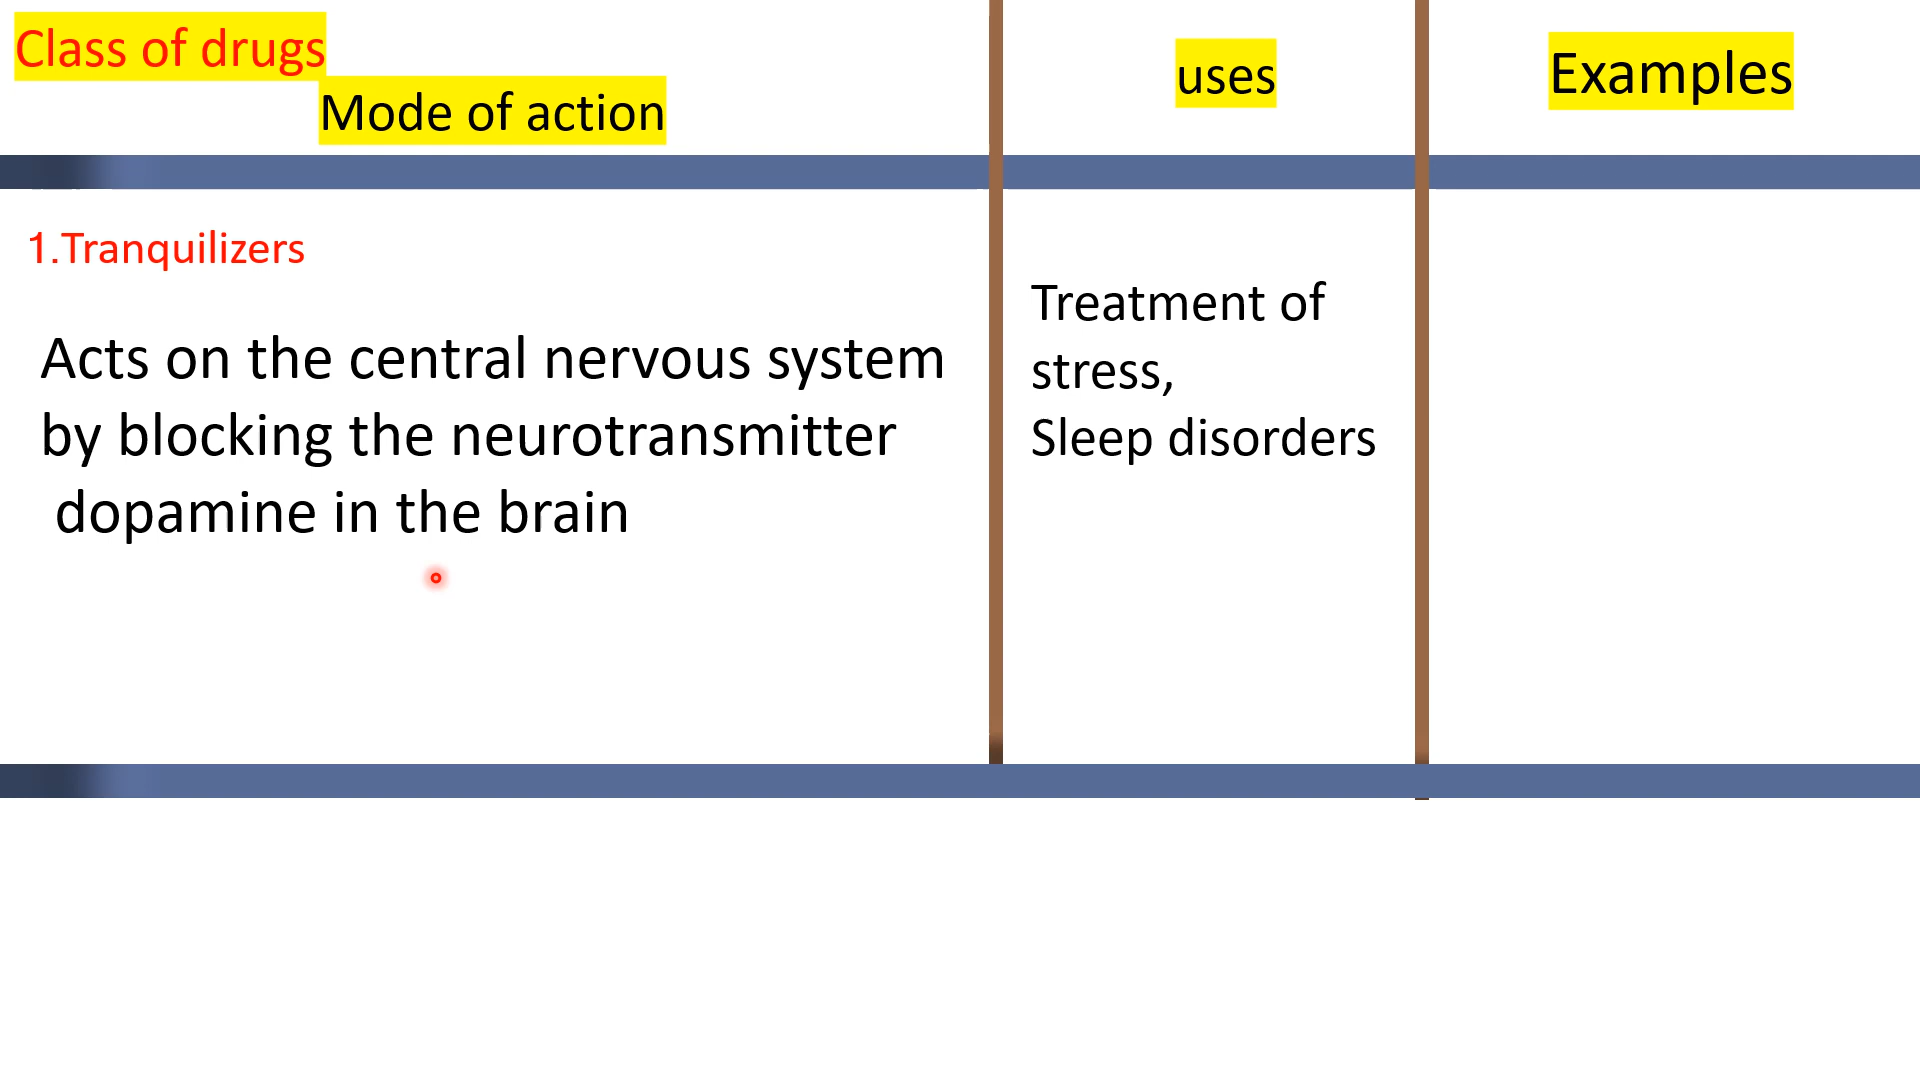 Class of drugs
Mode of action
uses
Examples
1.Tranquilizers
Acts on the central nervous system
by blocking the neurotransmitter
dopamine in the brain
Treatment of
stress,
Sleep disorders